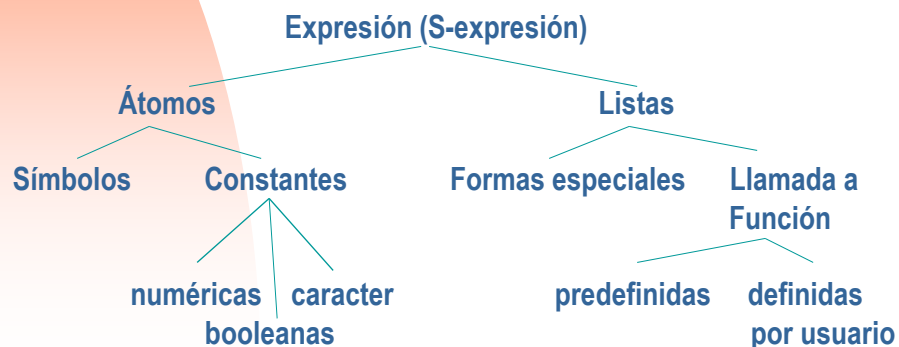 Expresión (S-expresión)
Átomos
Listas
Símbolos
Constantes
Formas especiales
Llamada a
Función
numéricas
caracter
booleanas
predefinidas
definidas
por usuario